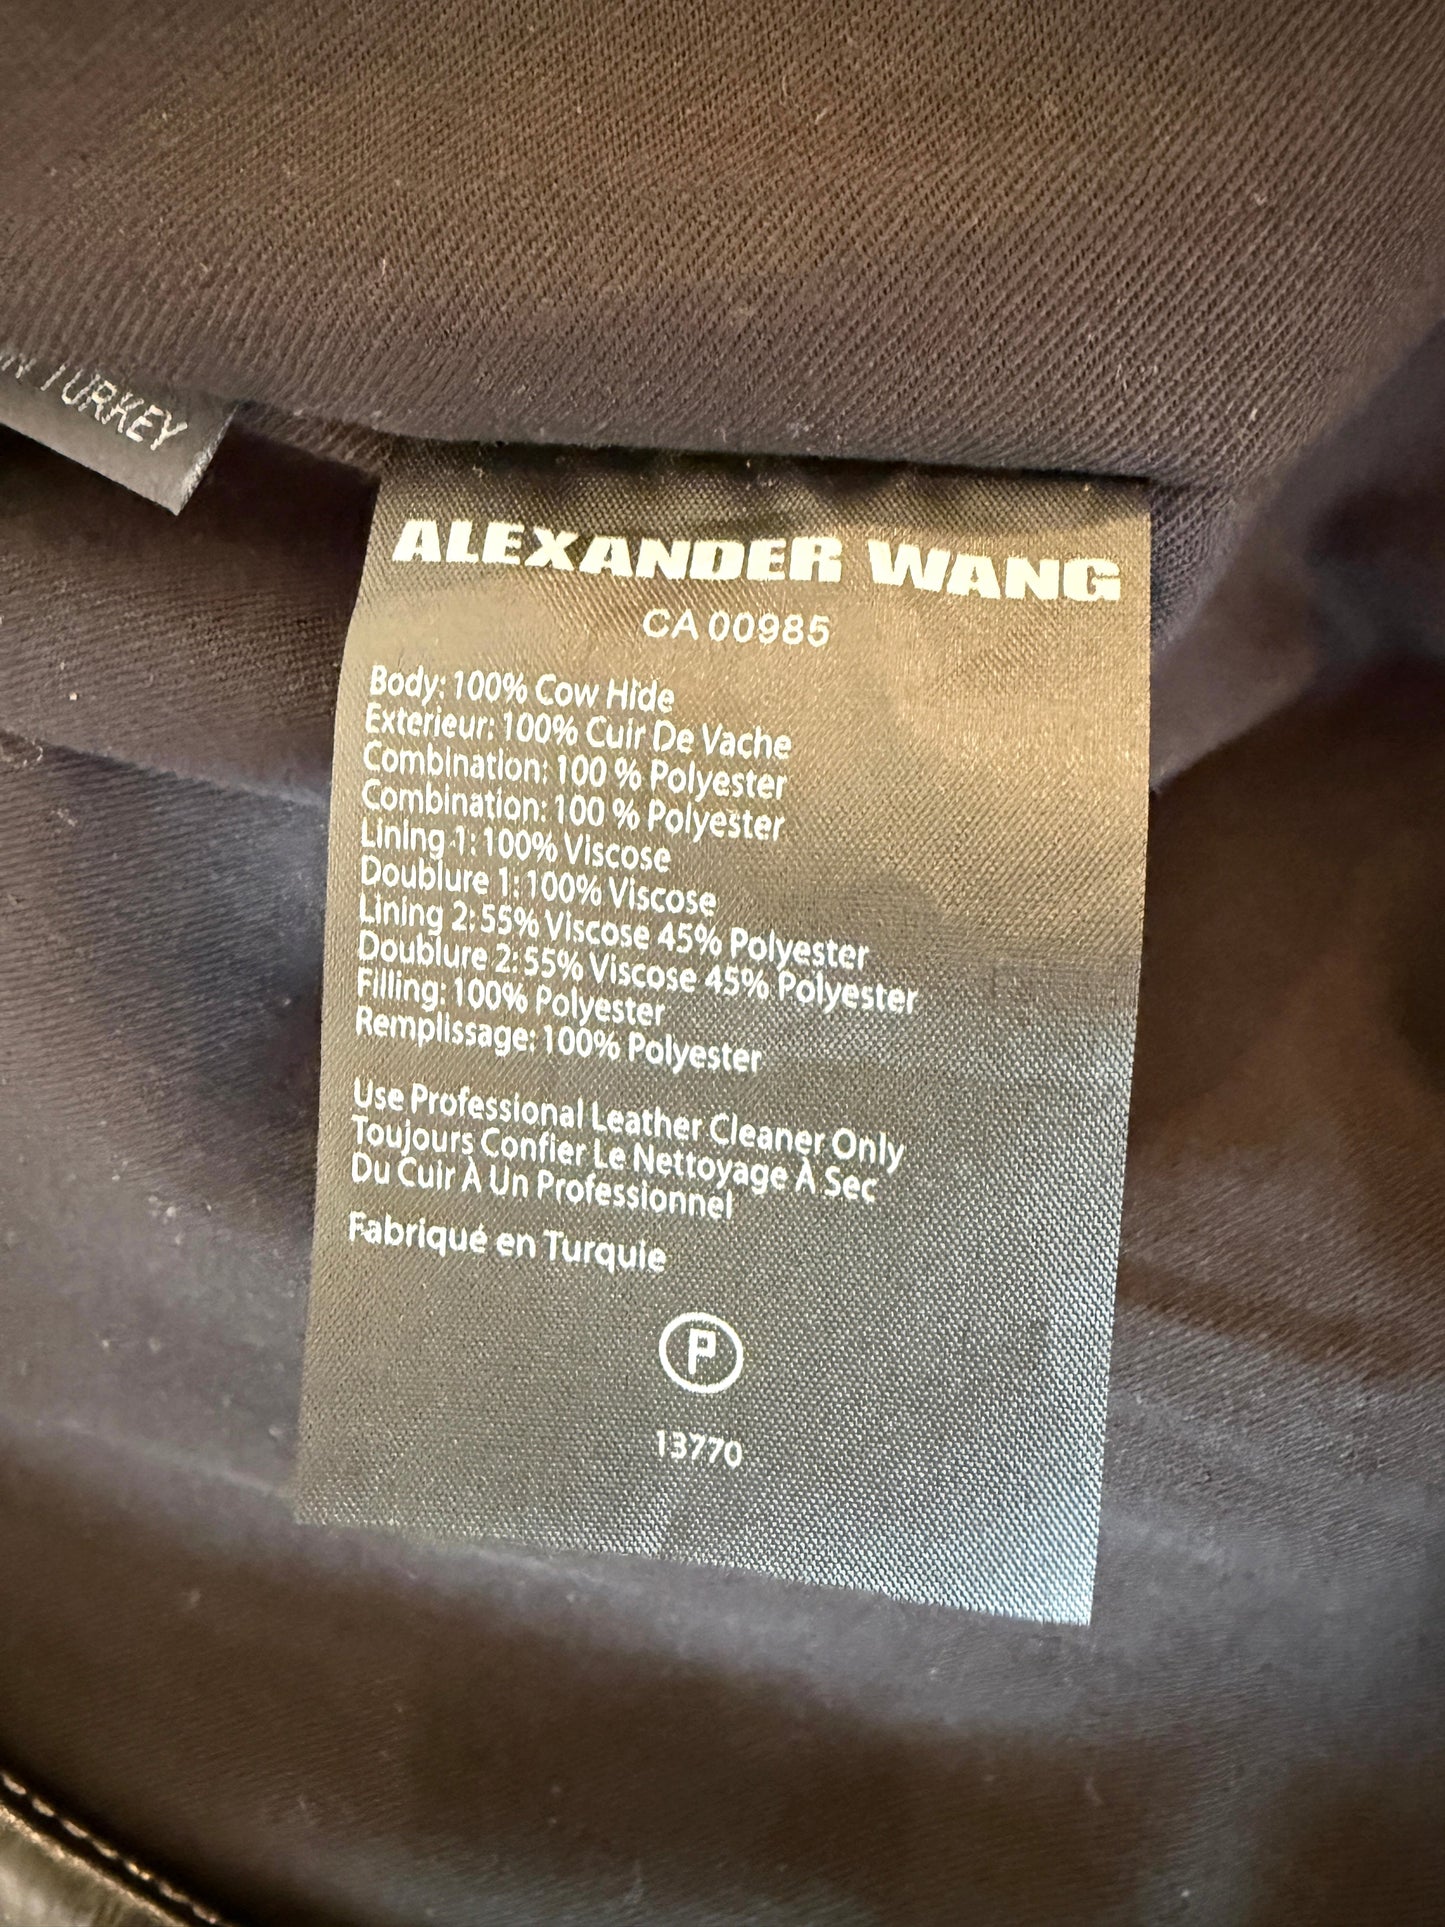 TURKEY
ALEXANDER WANG
CA 00985
Body: 100% Cow Hide
Exterieur: 100% Cuir De Vache
Combination: 100 % Polyester
Combination: 100 % Polyester
Lining 1: 100% Viscose
Doublure 1: 100% Viscose
Lining 2: 55% Viscose 45% Polyester
Doublure 2: 55% Viscose 45% Polyester
Filling: 100% Polyester
Remplissage: 100% Polyester
Use Professional Leather Cleaner Only
Toujours Confier Le Nettoyage À Sec
Du Cuir À Un Professionnel
Fabriqué en Turquie
P
13770